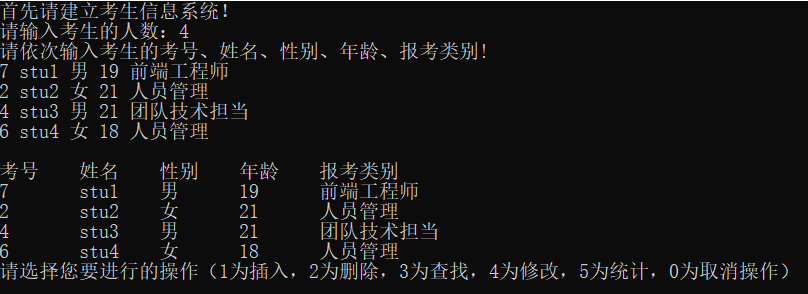 首先请建立考生信息系统!
请输入考生的人数: 4
请依次输入考生的考号、姓名、性别、年龄、报考类别!
7 stu1 男 19 前端工程师
2 stu2 女 21 人员管理
4 stu3 男 21 团队技术担当
6 stu4 女 18 人员管理
考号 姓名 性别 年龄 报考类别
7 stu1 男 19 前端工程师
2 stu2 女 21 人员管理
4 stu3 男 21 团队技术担当
6 stu4 女 18 人员管理
请选择您要进行的操作（1为插入，2为删除，3为查找，4为修改，5为统计，0为取消操作）